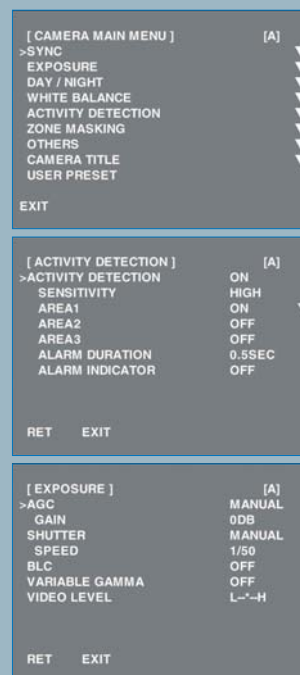 [ CAMERA MAIN MENU ] [A]
>SYNC
EXPOSURE
DAY / NIGHT
WHITE BALANCE
ACTIVITY DETECTION
ZONE MASKING
OTHERS
CAMERA TITLE
USER PRESET
EXIT
[ ACTIVITY DETECTION ] [A]
>ACTIVITY DETECTION ON
SENSITIVITY HIGH
AREA1 ON
AREA2 OFF
AREA3 OFF
ALARM DURATION 0.5SEC
ALARM INDICATOR OFF
RET EXIT
[ EXPOSURE ] [A]
>AGC MANUAL
GAIN 0DB
SHUTTER MANUAL
SPEED 1/50
BLC OFF
VARIABLE GAMMA OFF
VIDEO LEVEL L--*--H
RET EXIT